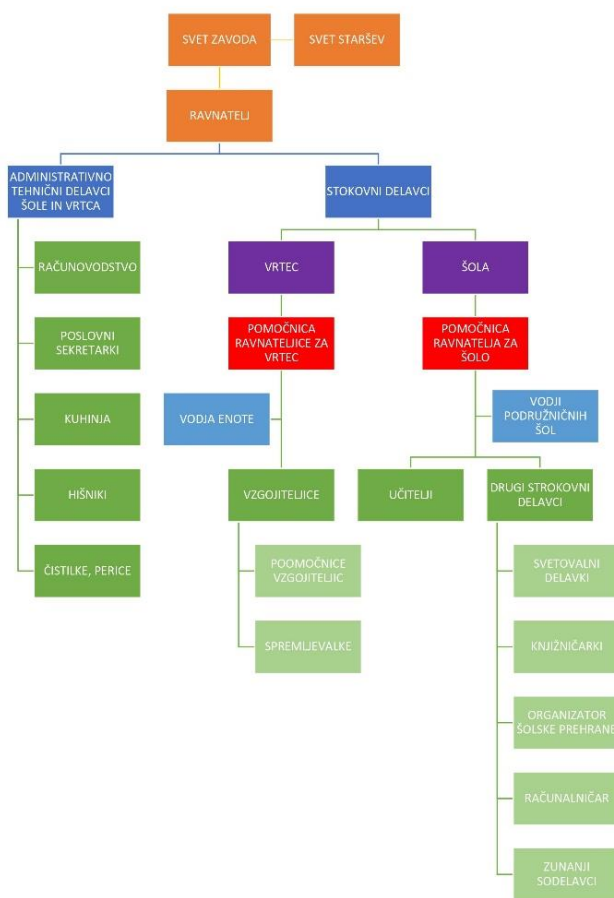 SVET ZAVODA
SVET STARŠEV
RAVNATELJ
ADMINISTRATIVNO
TEHNIČNI DELAVCI
ŠOLE IN VRTCA
STOKOVNI DELAVCI
RAČUNOVODSTVO
POSLOVNI
SEKRETARKI
KUHINJA
HIŠNIKI
ČISTILKE, PERICE
VRTEC
POMOČNICA
RAVNATELJICE ZA
VRTEC
VODJA ENOTE
VZGOJITELJICE
POOMOČNICE
VZGOJITELJIC
SPREMLJEVALKE
ŠOLA
POMOČNICA
RAVNATELJA ZA
ŠOLO
VODJI
PODRUŽNIČNIH
ŠOL
UČITELJI
DRUGI STROKOVNI
DELAVCI
SVETOVALNI
DELAVKI
KNJIŽNIČARKI
ORGANIZATOR
ŠOLSKE PREHRANE
RAČUNALNIČAR
ZUNANJI
SODELAVCI